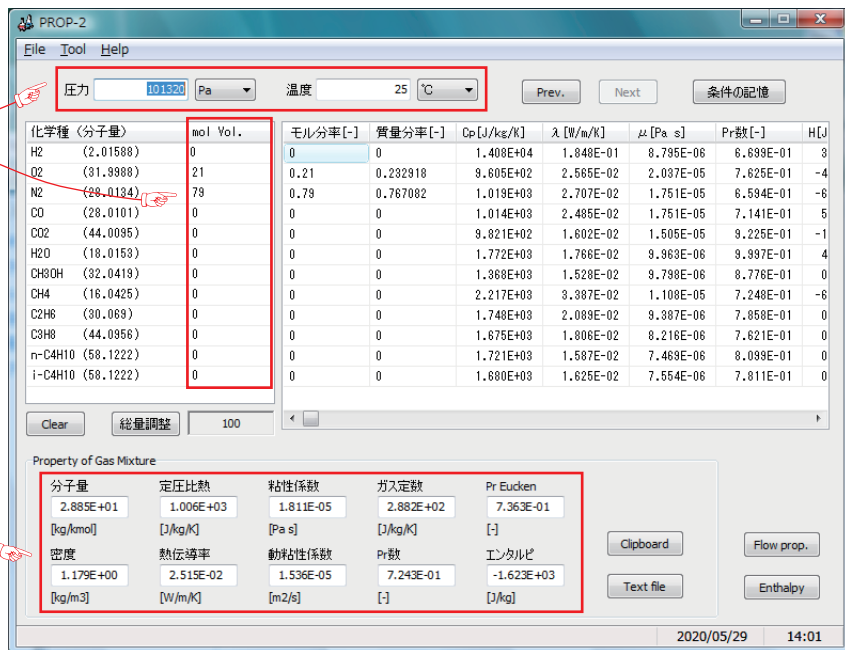 PROP-2
File Tool Help
圧力 101320 Pa 温度 25 ℃ Prev. Next 条件の記憶
化学種 (分子量) mol Vol. モル分率[-] 質量分率[-] Cp[J/kg/K] λ[W/m/K] μ[Pa s] Pr数[-] H[J
H2 (2.01588) 0 0 0 1.408E+04 1.848E-01 8.795E-06 6.699E-01 3
O2 (31.9988) 21 0.21 0.232918 9.605E+02 2.565E-02 2.037E-05 7.625E-01 -4
N2 (28.0134) 79 0.79 0.767082 1.019E+03 2.707E-02 1.751E-05 6.594E-01 -6
CO (28.0101) 0 0 0 1.014E+03 2.485E-02 1.751E-05 7.141E-01 5
CO2 (44.0095) 0 0 0 9.821E+02 1.602E-02 1.505E-05 9.225E-01 -1
H2O (18.0153) 0 0 0 1.772E+03 1.766E-02 9.963E-06 9.997E-01 4
CH3OH (32.0419) 0 0 0 1.368E+03 1.528E-02 9.798E-06 8.776E-01 0
CH4 (16.0425) 0 0 0 2.217E+03 3.387E-02 1.108E-05 7.248E-01 -6
C2H6 (30.069) 0 0 0 1.748E+03 2.089E-02 9.387E-06 7.858E-01 0
C3H8 (44.0956) 0 0 0 1.675E+03 1.806E-02 8.216E-06 7.621E-01 0
n-C4H10 (58.1222) 0 0 0 1.721E+03 1.587E-02 7.469E-06 8.099E-01 0
i-C4H10 (58.1222) 0 0 0 1.680E+03 1.625E-02 7.554E-06 7.811E-01 0
Clear 総量調整 100
Property of Gas Mixture
分子量 定圧比熱 粘性係数 ガス定数 Pr Eucken
2.885E+01 1.006E+03 1.811E-05 2.882E+02 7.363E-01
[kg/kmol] [J/kg/K] [Pa s] [J/kg/K] [-]
密度 熱伝導率 動粘性係数 Pr数 エンタルピ
1.179E+00 2.515E-02 1.536E-05 7.243E-01 -1.623E+03
[kg/m3] [W/m/K] [m2/s] [-] [J/kg]
Clipboard Flow prop.
Text file Enthalpy
2020/05/29 14:01